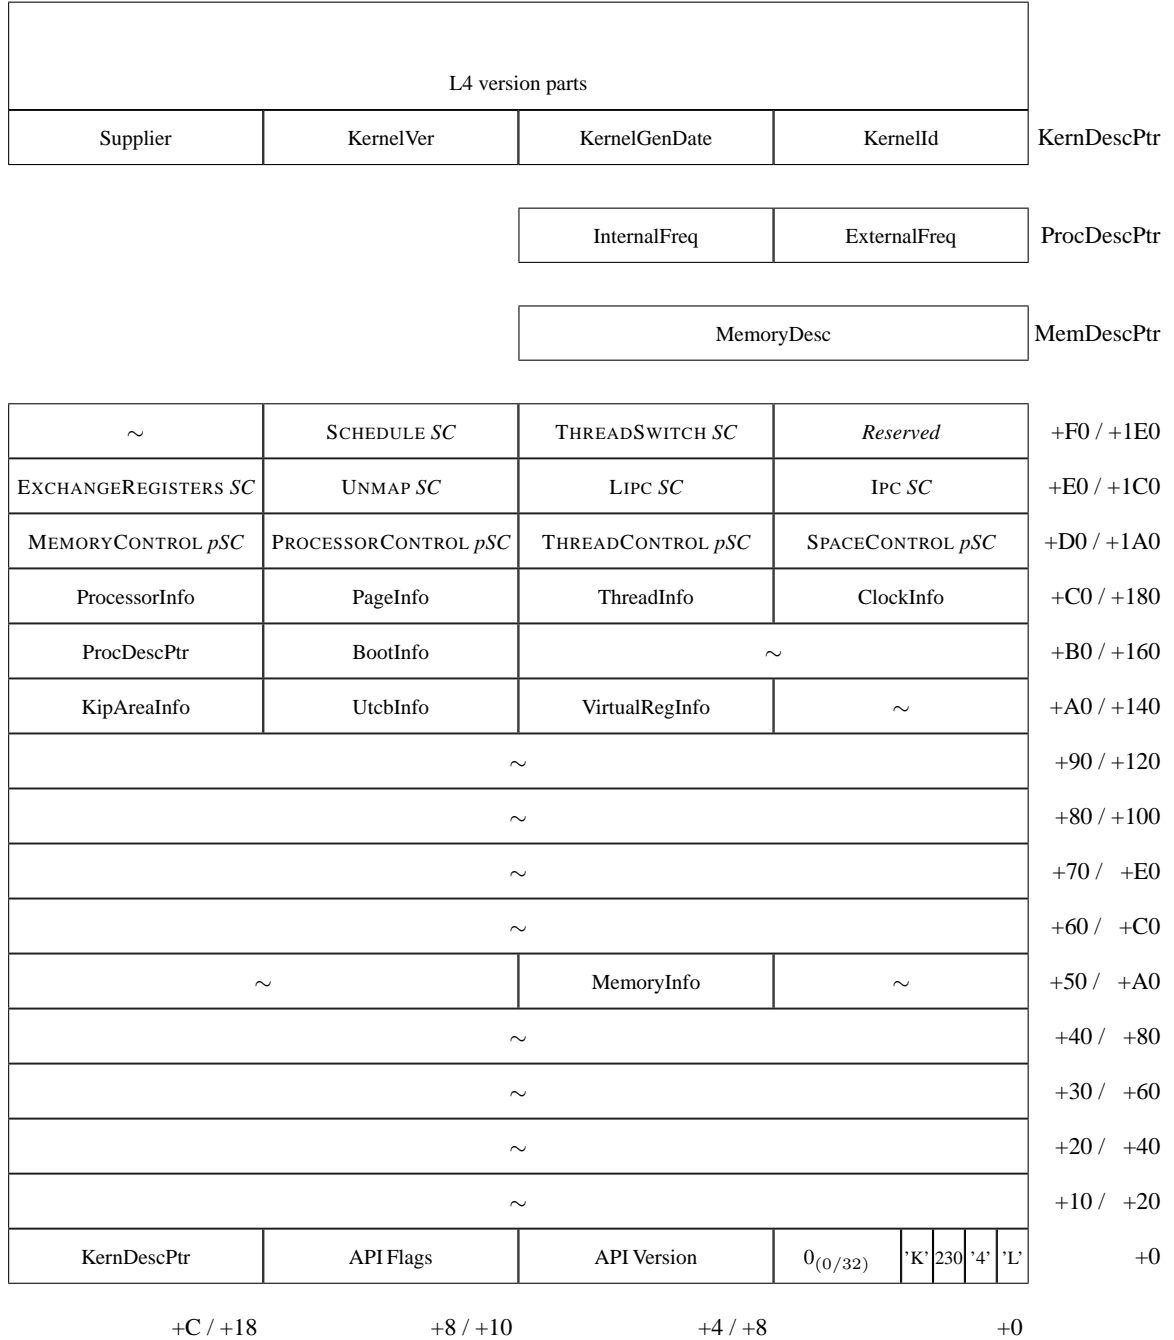 L4 version parts
Supplier KernelVer KernelGenDate KernelId KernDescPtr
InternalFreq ExternalFreq ProcDescPtr
MemoryDesc MemDescPtr
∼ SCHEDULE SC THREADSWITCH SC Reserved +F0 / +1E0
EXCHANGEREGISTERS SC UNMAP SC LIPC SC IPC SC +E0 / +1C0
MEMORYCONTROL pSC PROCESSORCONTROL pSC THREADCONTROL pSC SPACECONTROL pSC +D0 / +1A0
ProcessorInfo PageInfo ThreadInfo ClockInfo +C0 / +180
ProcDescPtr BootInfo ∼ +B0 / +160
KipAreaInfo UtcbInfo VirtualRegInfo ∼ +A0 / +140
∼ +90 / +120
∼ +80 / +100
∼ +70 / +E0
∼ +60 / +C0
∼ MemoryInfo ∼ +50 / +A0
∼ +40 / +80
∼ +30 / +60
∼ +20 / +40
∼ +10 / +20
KernDescPtr API Flags API Version 0(0/32) 'K' 230 '4' 'L' +0
+C / +18 +8 / +10 +4 / +8 +0